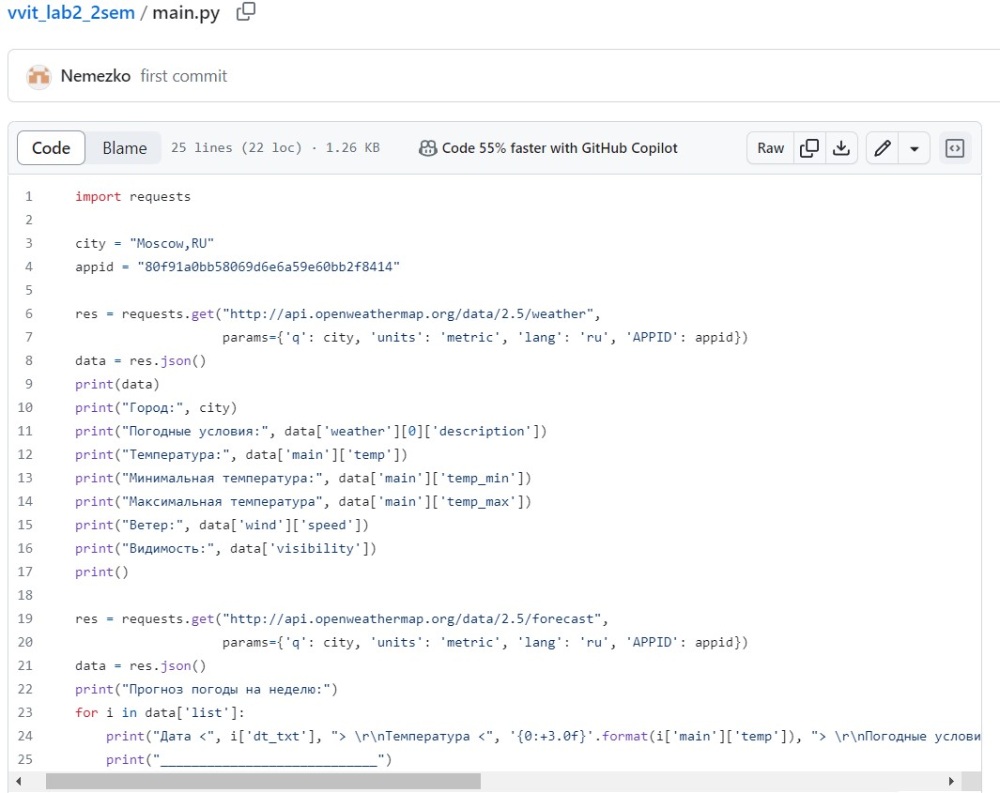 vvit_lab2_2sem / main.py
Nemezko first commit
Code Blame 25 lines (22 loc) · 1.26 KB Code 55% faster with GitHub Copilot Raw
1 import requests
2
3 city = "Moscow,RU"
4 appid = "80f91a0bb58069d6e6a59e60bb2f8414"
5
6 res = requests.get("http://api.openweathermap.org/data/2.5/weather",
7 params={'q': city, 'units': 'metric', 'lang': 'ru', 'APPID': appid})
8 data = res.json()
9 print(data)
10 print("Город:", city)
11 print("Погодные условия:", data['weather'][0]['description'])
12 print("Температура:", data['main']['temp'])
13 print("Минимальная температура:", data['main']['temp_min'])
14 print("Максимальная температура", data['main']['temp_max'])
15 print("Ветер:", data['wind']['speed'])
16 print("Видимость:", data['visibility'])
17 print()
18
19 res = requests.get("http://api.openweathermap.org/data/2.5/forecast",
20 params={'q': city, 'units': 'metric', 'lang': 'ru', 'APPID': appid})
21 data = res.json()
22 print("Прогноз погоды на неделю:")
23 for i in data['list']:
24 print("Дата <", i['dt_txt'], "> \r\nТемпература <", '{0:+3.0f}'.format(i['main']['temp']), "> \r\nПогодные услови
25 print("____________________________")